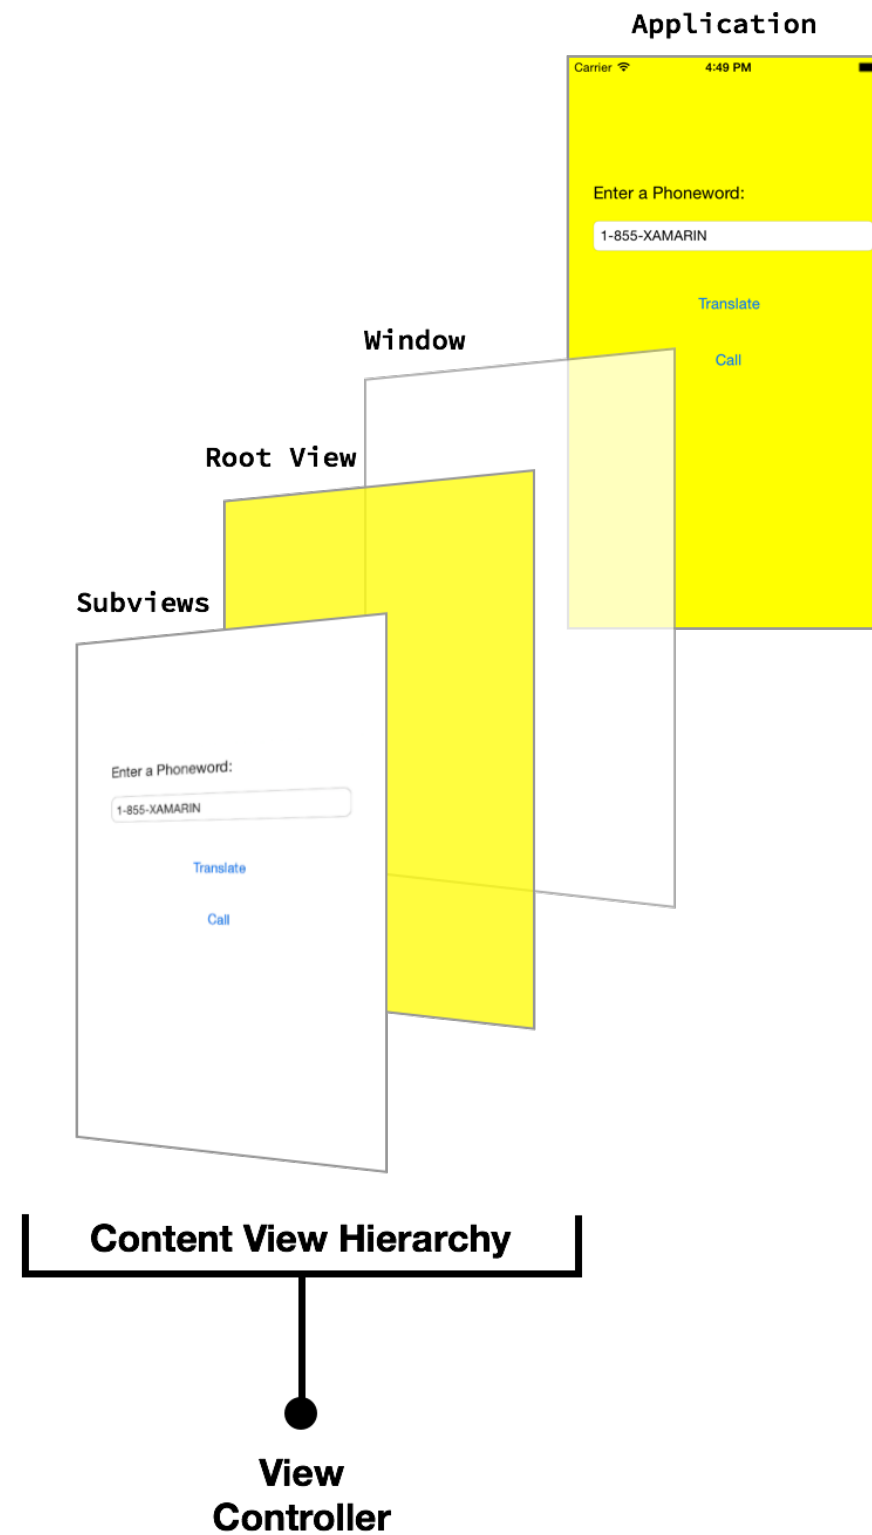 Application
Carrier 4:49 PM
Enter a Phoneword:
1-855-XAMARIN
Translate
Call
Window
Root View
Subviews
Enter a Phoneword:
1-855-XAMARIN
Translate
Call
Content View Hierarchy
View
Controller